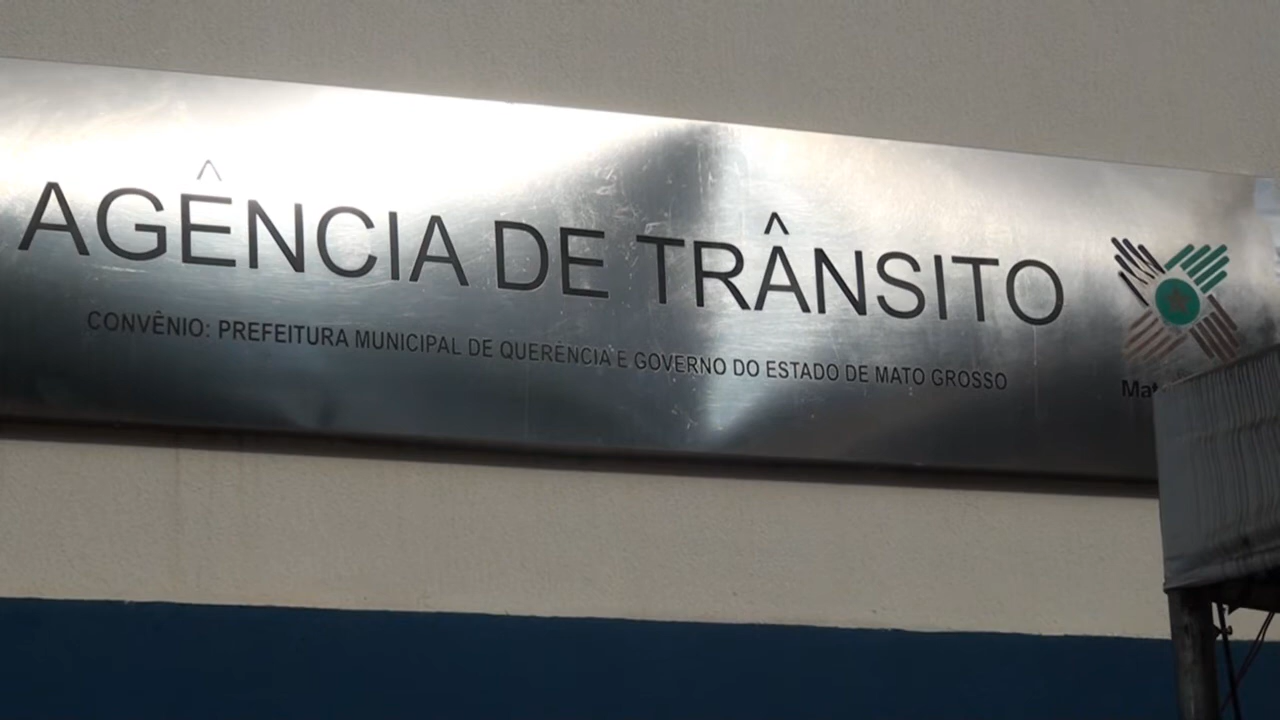 AGÊNCIA DE TRÂNSITO
CONVÊNIO: PREFEITURA MUNICIPAL DE QUERÊNCIA E GOVERNO DO ESTADO DE MATO GROSSO